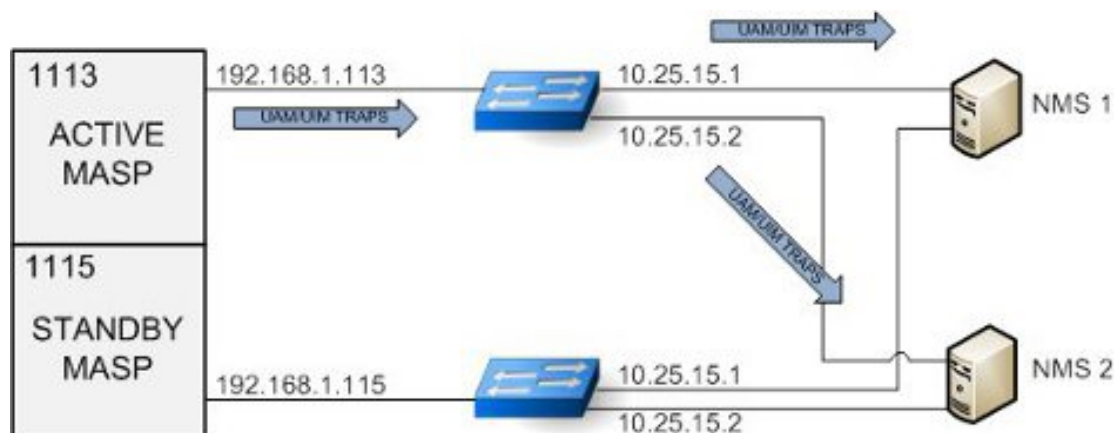 UAM/UIM TRAPS
1113
192.168.1.113
10.25.15.1
NMS 1
ACTIVE
MASP
UAM/UIM TRAPS
10.25.15.2
UAM/UIM TRAPS
1115
STANDBY
MASP
192.168.1.115
10.25.15.1
NMS 2
10.25.15.2